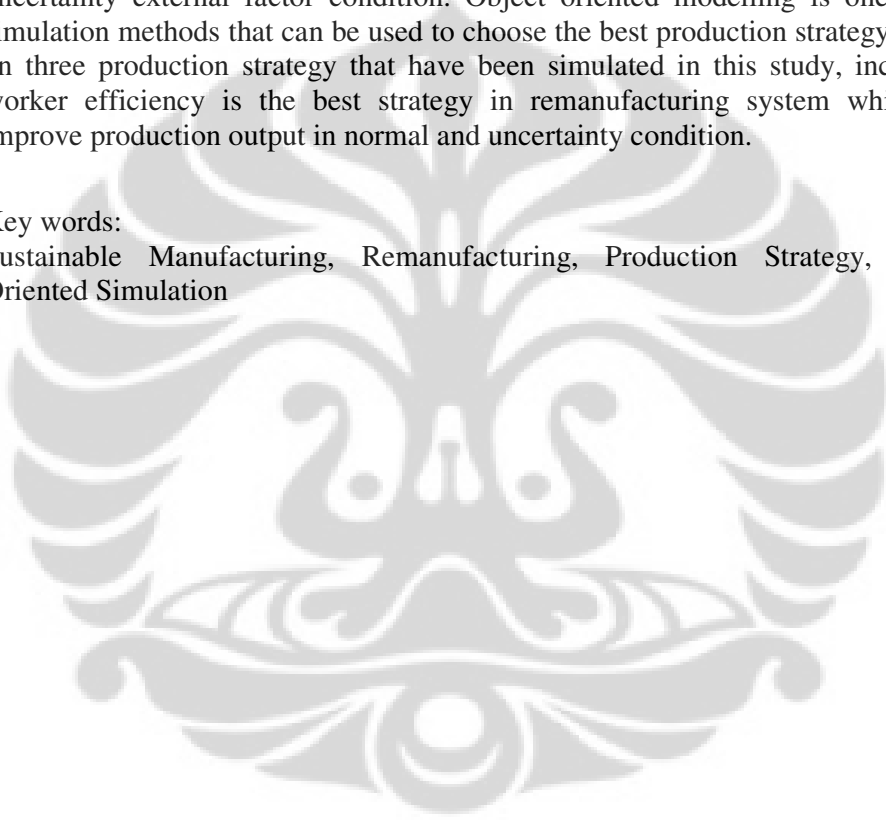 uncertainty external factor condition. Object oriented modelling is one
simulation methods that can be used to choose the best production strategy
in three production strategy that have been simulated in this study, inc
worker efficiency is the best strategy in remanufacturing system whi
improve production output in normal and uncertainty condition.
Key words:
Sustainable Manufacturing, Remanufacturing, Production Strategy,
Oriented Simulation